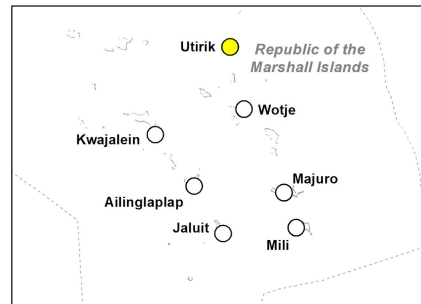 Utirik
Republic of the
Marshall Islands
Wotje
Kwajalein
Majuro
Ailinglaplap
Jaluit
Mili